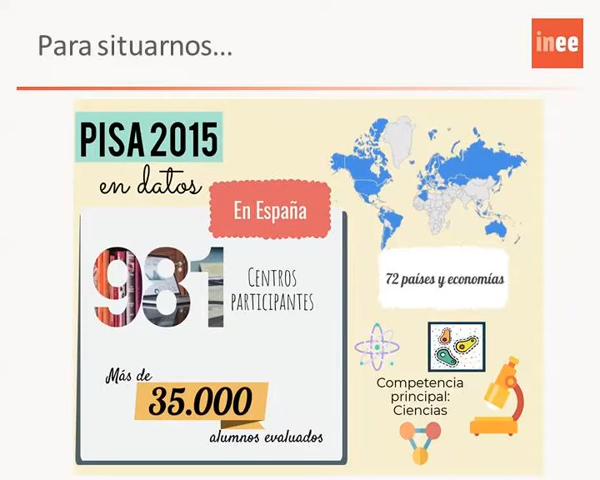 Para situarnos...
inee
PISA 2015
en datos
En España
981
CENTROS
PARTICIPANTES
Más de
35.000
alumnos evaluados
72 países y economías
Competencia
principal:
Ciencias